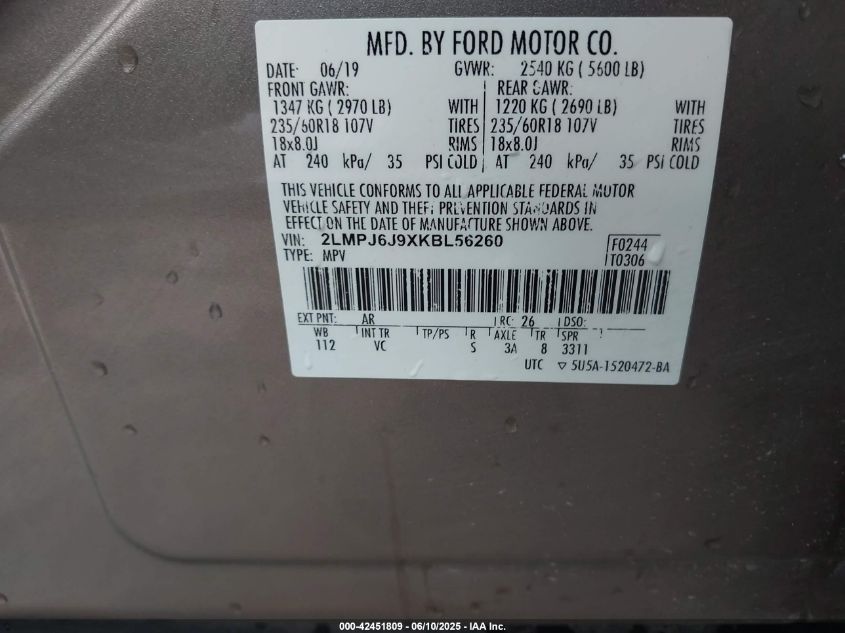 MFD. BY FORD MOTOR CO.
DATE: 06/19 GVWR: 2540 KG ( 5600 LB)
FRONT GAWR: REAR GAWR:
1347 KG ( 2970 LB) WITH 1220 KG ( 2690 LB) WITH
235/60R18 107V TIRES 235/60R18 107V TIRES
18x8.0J RIMS 18x8.0J RIMS
AT 240 kPa/ 35 PSI COLD AT 240 kPa/ 35 PSI COLD
THIS VEHICLE CONFORMS TO ALL APPLICABLE FEDERAL MOTOR
VEHICLE SAFETY AND THEFT PREVENTION STANDARDS IN
EFFECT ON THE DATE OF MANUFACTURE SHOWN ABOVE.
VIN: 2LMPJ6J9XKBL56260 F0244
TYPE: MPV T0306
EXT PNT: AR RC: 26 DSO:
WB INT TR TP/PS R AXLE TR SPR
112 VC S 3A 8 3311
UTC ▽ 5U5A-1520472-BA
000-42451809 - 06/10/2025 - IAA Inc.